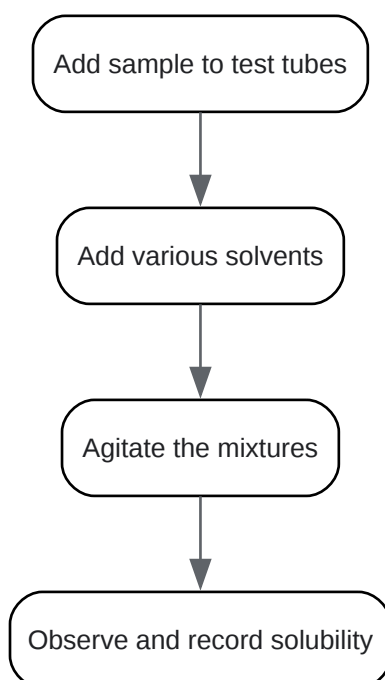 Add sample to test tubes
Add various solvents
Agitate the mixtures
Observe and record solubility